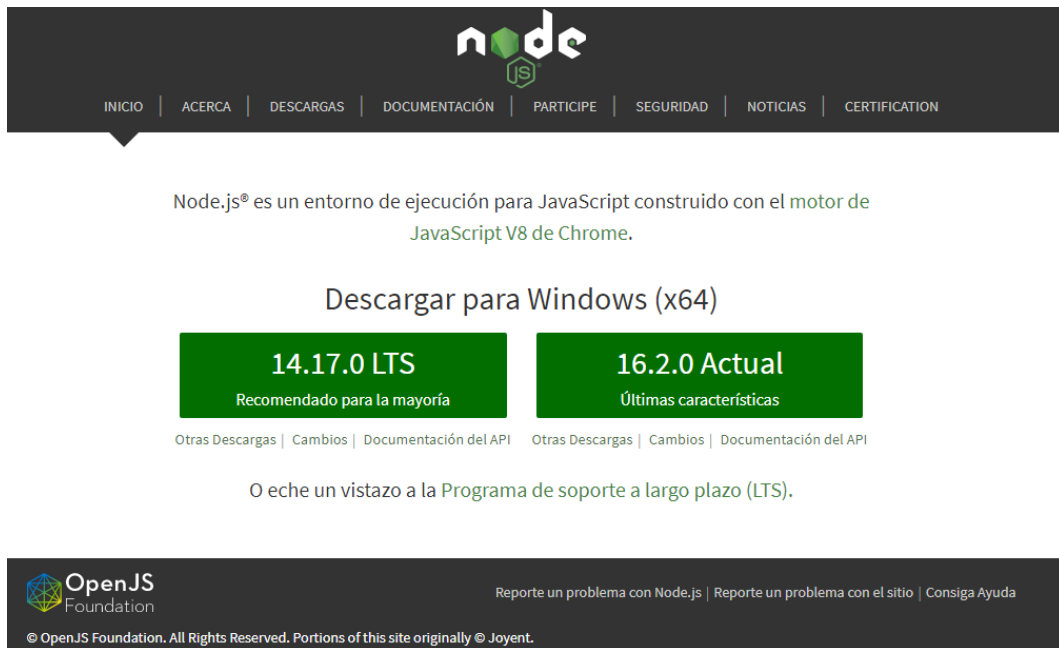 node
JS
INICIO | ACERCA | DESCARGAS | DOCUMENTACIÓN | PARTICIPE | SEGURIDAD | NOTICIAS | CERTIFICATION
Node.js® es un entorno de ejecución para JavaScript construido con el motor de
JavaScript V8 de Chrome.
Descargar para Windows (x64)
14.17.0 LTS
Recomendado para la mayoría
16.2.0 Actual
Últimas características
Otras Descargas | Cambios | Documentación del API
Otras Descargas | Cambios | Documentación del API
O eche un vistazo a la Programa de soporte a largo plazo (LTS).
OpenJS
Foundation
Reporte un problema con Node.js | Reporte un problema con el sitio | Consiga Ayuda
© OpenJS Foundation. All Rights Reserved. Portions of this site originally © Joyent.